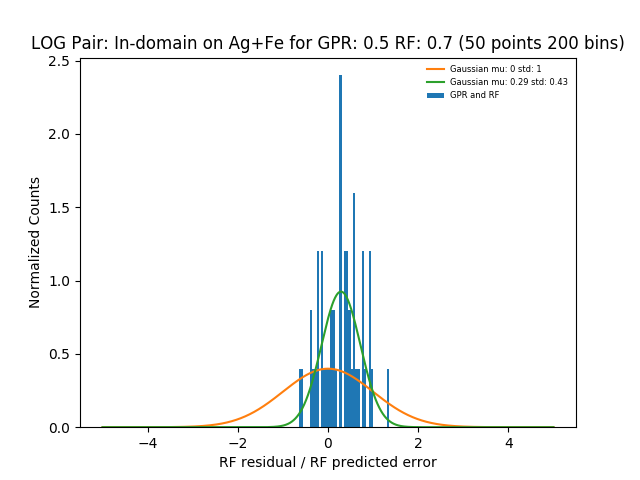 LOG Pair: In-domain on Ag+Fe for GPR: 0.5 RF: 0.7 (50 points 200 bins)
Gaussian mu: 0 std: 1
Gaussian mu: 0.29 std: 0.43
GPR and RF
Normalized Counts
2.5
2.0
1.5
1.0
0.5
0.0
−4 −2 0 2 4
RF residual / RF predicted error